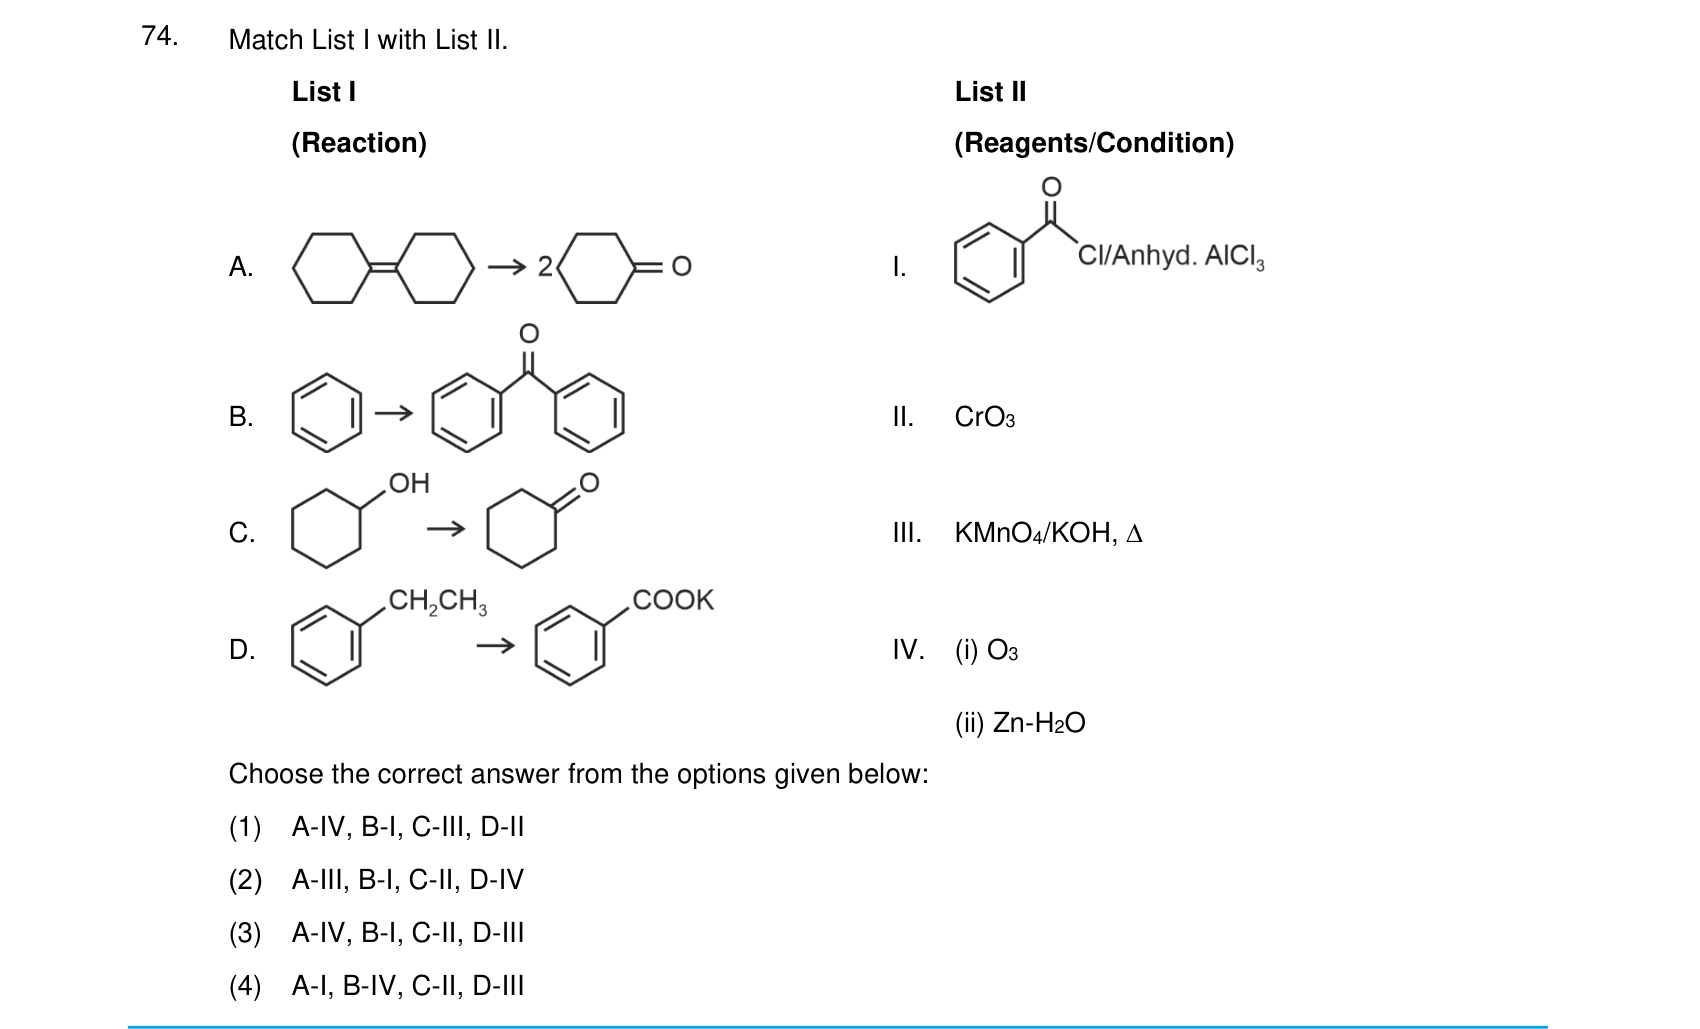 74. Match List I with List II.
List I List II
(Reaction) (Reagents/Condition)
O
A. → 2 O I. Cl/Anhyd. AlCl₃
O
B. → II. CrO₃
OH O
C. → III. KMnO₄/KOH, Δ
CH₂CH₃ COOK
D. → IV. (i) O₃
(ii) Zn-H₂O
Choose the correct answer from the options given below:
(1) A-IV, B-I, C-III, D-II
(2) A-III, B-I, C-II, D-IV
(3) A-IV, B-I, C-II, D-III
(4) A-I, B-IV, C-II, D-III